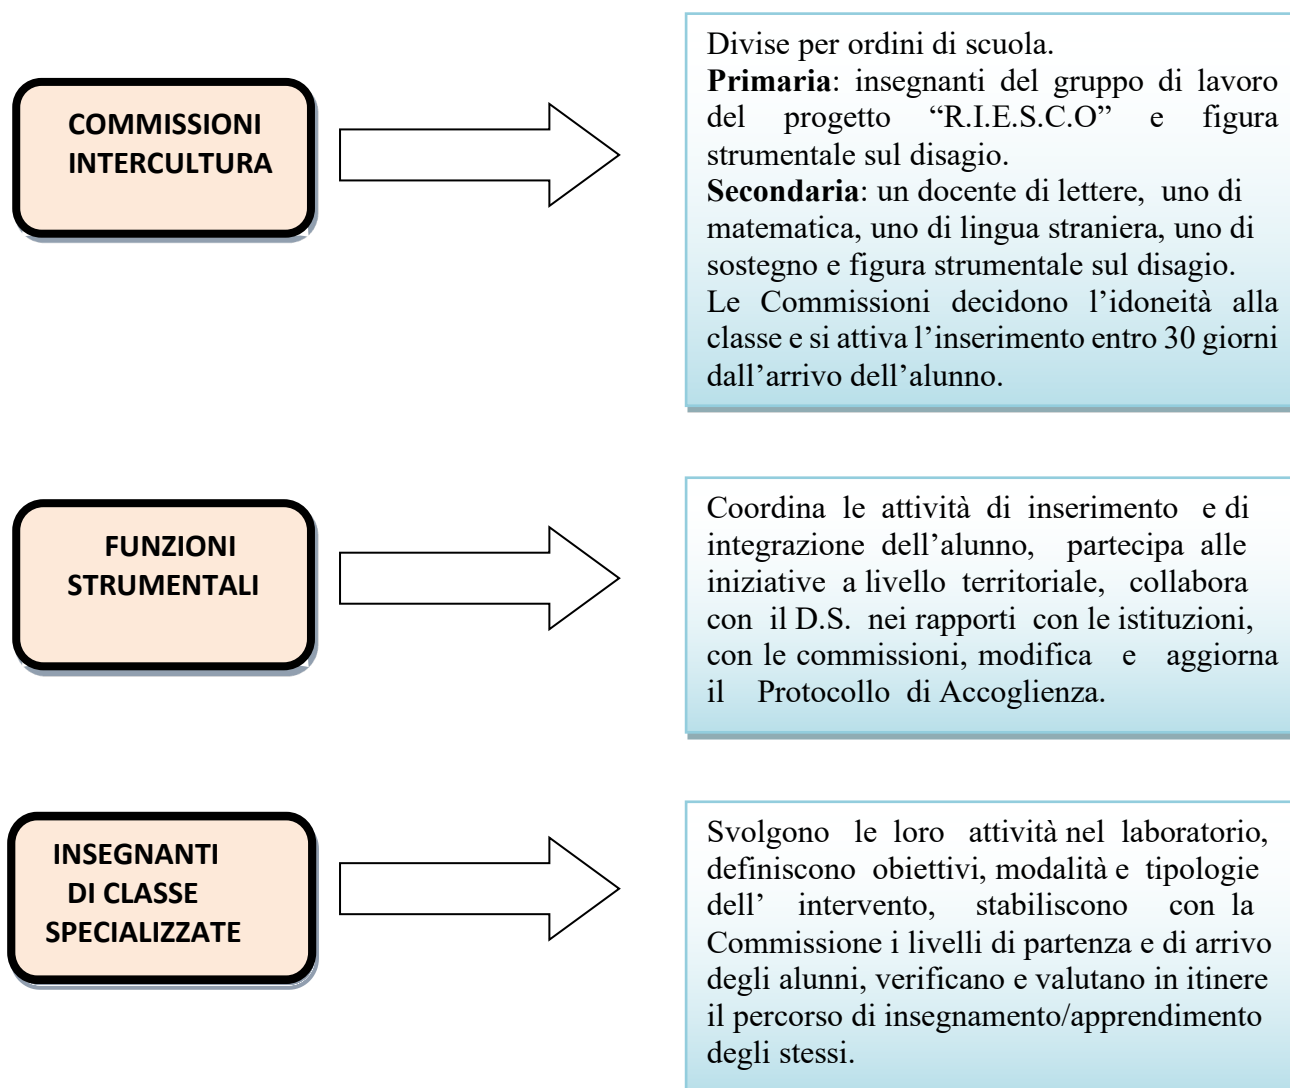 COMMISSIONI
INTERCULTURA
Divise per ordini di scuola.
Primaria: insegnanti del gruppo di lavoro
del progetto “R.I.E.S.C.O” e figura
strumentale sul disagio.
Secondaria: un docente di lettere, uno di
matematica, uno di lingua straniera, uno di
sostegno e figura strumentale sul disagio.
Le Commissioni decidono l’idoneità alla
classe e si attiva l’inserimento entro 30 giorni
dall’arrivo dell’alunno.
FUNZIONI
STRUMENTALI
Coordina le attività di inserimento e di
integrazione dell’alunno, partecipa alle
iniziative a livello territoriale, collabora
con il D.S. nei rapporti con le istituzioni,
con le commissioni, modifica e aggiorna
il Protocollo di Accoglienza.
INSEGNANTI
DI CLASSE
SPECIALIZZATE
Svolgono le loro attività nel laboratorio,
definiscono obiettivi, modalità e tipologie
dell’ intervento, stabiliscono con la
Commissione i livelli di partenza e di arrivo
degli alunni, verificano e valutano in itinere
il percorso di insegnamento/apprendimento
degli stessi.